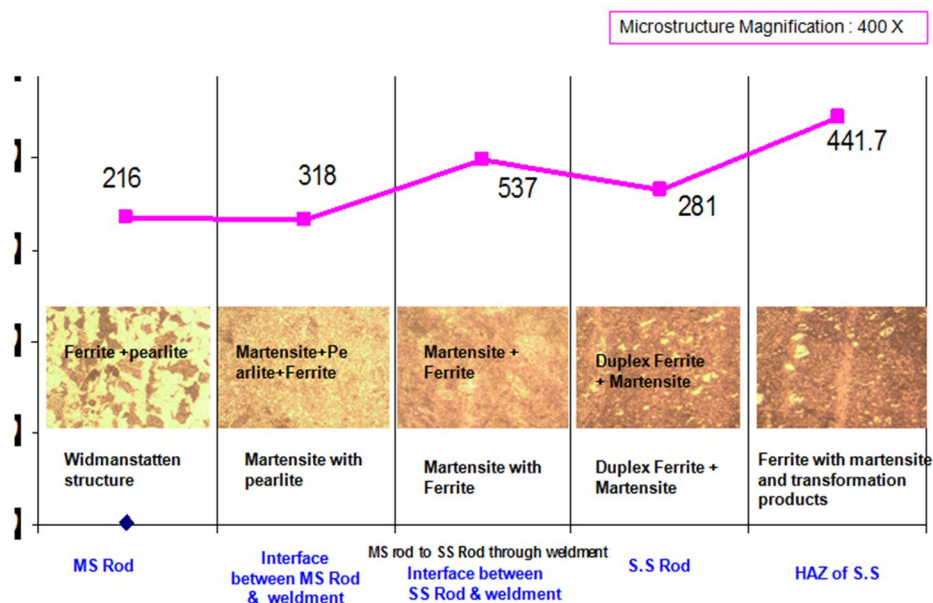 Microstructure Magnification : 400 X
216
318
537
281
441.7
Ferrite +pearlite
Martensite+Pe
arlite+Ferrite
Martensite +
Ferrite
Duplex Ferrite
+ Martensite
Widmanstatten
structure
Martensite with
pearlite
Martensite with
Ferrite
Duplex Ferrite +
Martensite
Ferrite with martensite
and transformation
products
MS rod to SS Rod through weldment
MS Rod
Interface
between MS Rod
& weldment
Interface between
SS Rod & weldment
S.S Rod
HAZ of S.S